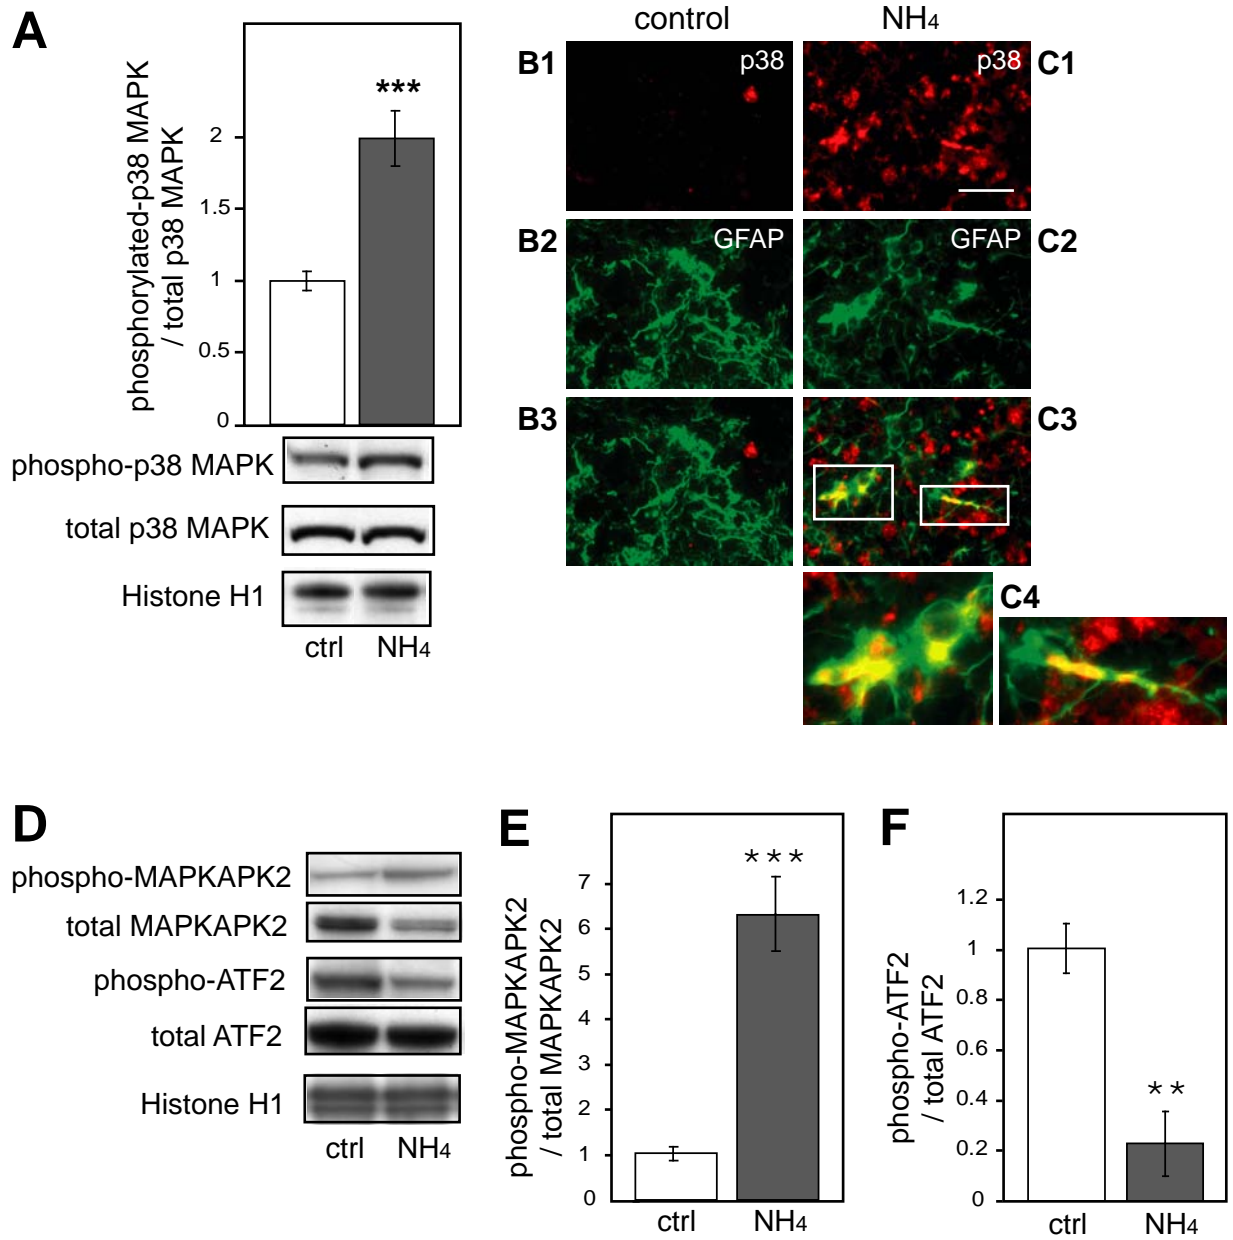 A
phosphorylated-p38 MAPK
/ total p38 MAPK
***
2
1.5
1
0.5
0
phospho-p38 MAPK
total p38 MAPK
Histone H1
ctrl NH4
control NH4
B1 p38 p38 C1
B2 GFAP GFAP C2
B3 C3
C4
D
phospho-MAPKAPK2
total MAPKAPK2
phospho-ATF2
total ATF2
Histone H1
ctrl NH4
E
phospho-MAPKAPK2
/ total MAPKAPK2
***
7
6
5
4
3
2
1
0
ctrl NH4
F
phospho-ATF2
/ total ATF2
1.2
1
0.8
0.6
0.4
**
0.2
0
ctrl NH4